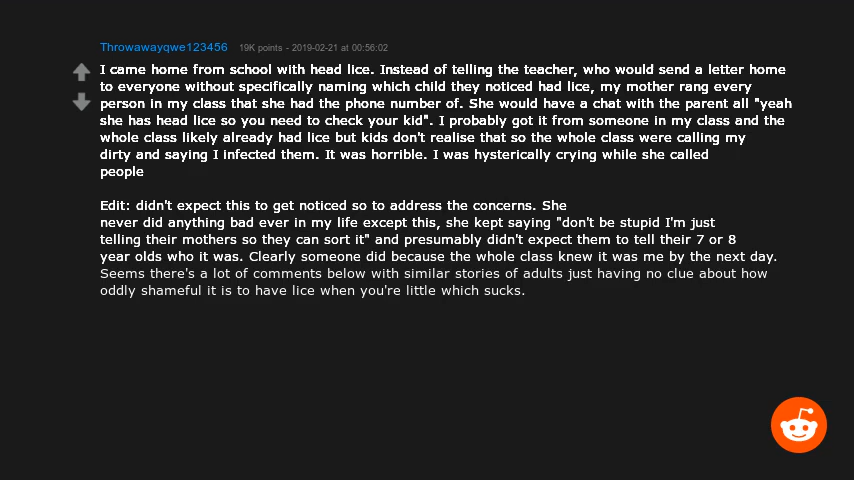 Throwawayqwe123456 19K points - 2019-02-21 at 00:56:02
I came home from school with head lice. Instead of telling the teacher, who would send a letter home
to everyone without specifically naming which child they noticed had lice, my mother rang every
person in my class that she had the phone number of. She would have a chat with the parent all "yeah
she has head lice so you need to check your kid". I probably got it from someone in my class and the
whole class likely already had lice but kids don't realise that so the whole class were calling my
dirty and saying I infected them. It was horrible. I was hysterically crying while she called
people
Edit: didn't expect this to get noticed so to address the concerns. She
never did anything bad ever in my life except this, she kept saying "don't be stupid I'm just
telling their mothers so they can sort it" and presumably didn't expect them to tell their 7 or 8
year olds who it was. Clearly someone did because the whole class knew it was me by the next day.
Seems there's a lot of comments below with similar stories of adults just having no clue about how
oddly shameful it is to have lice when you're little which sucks.